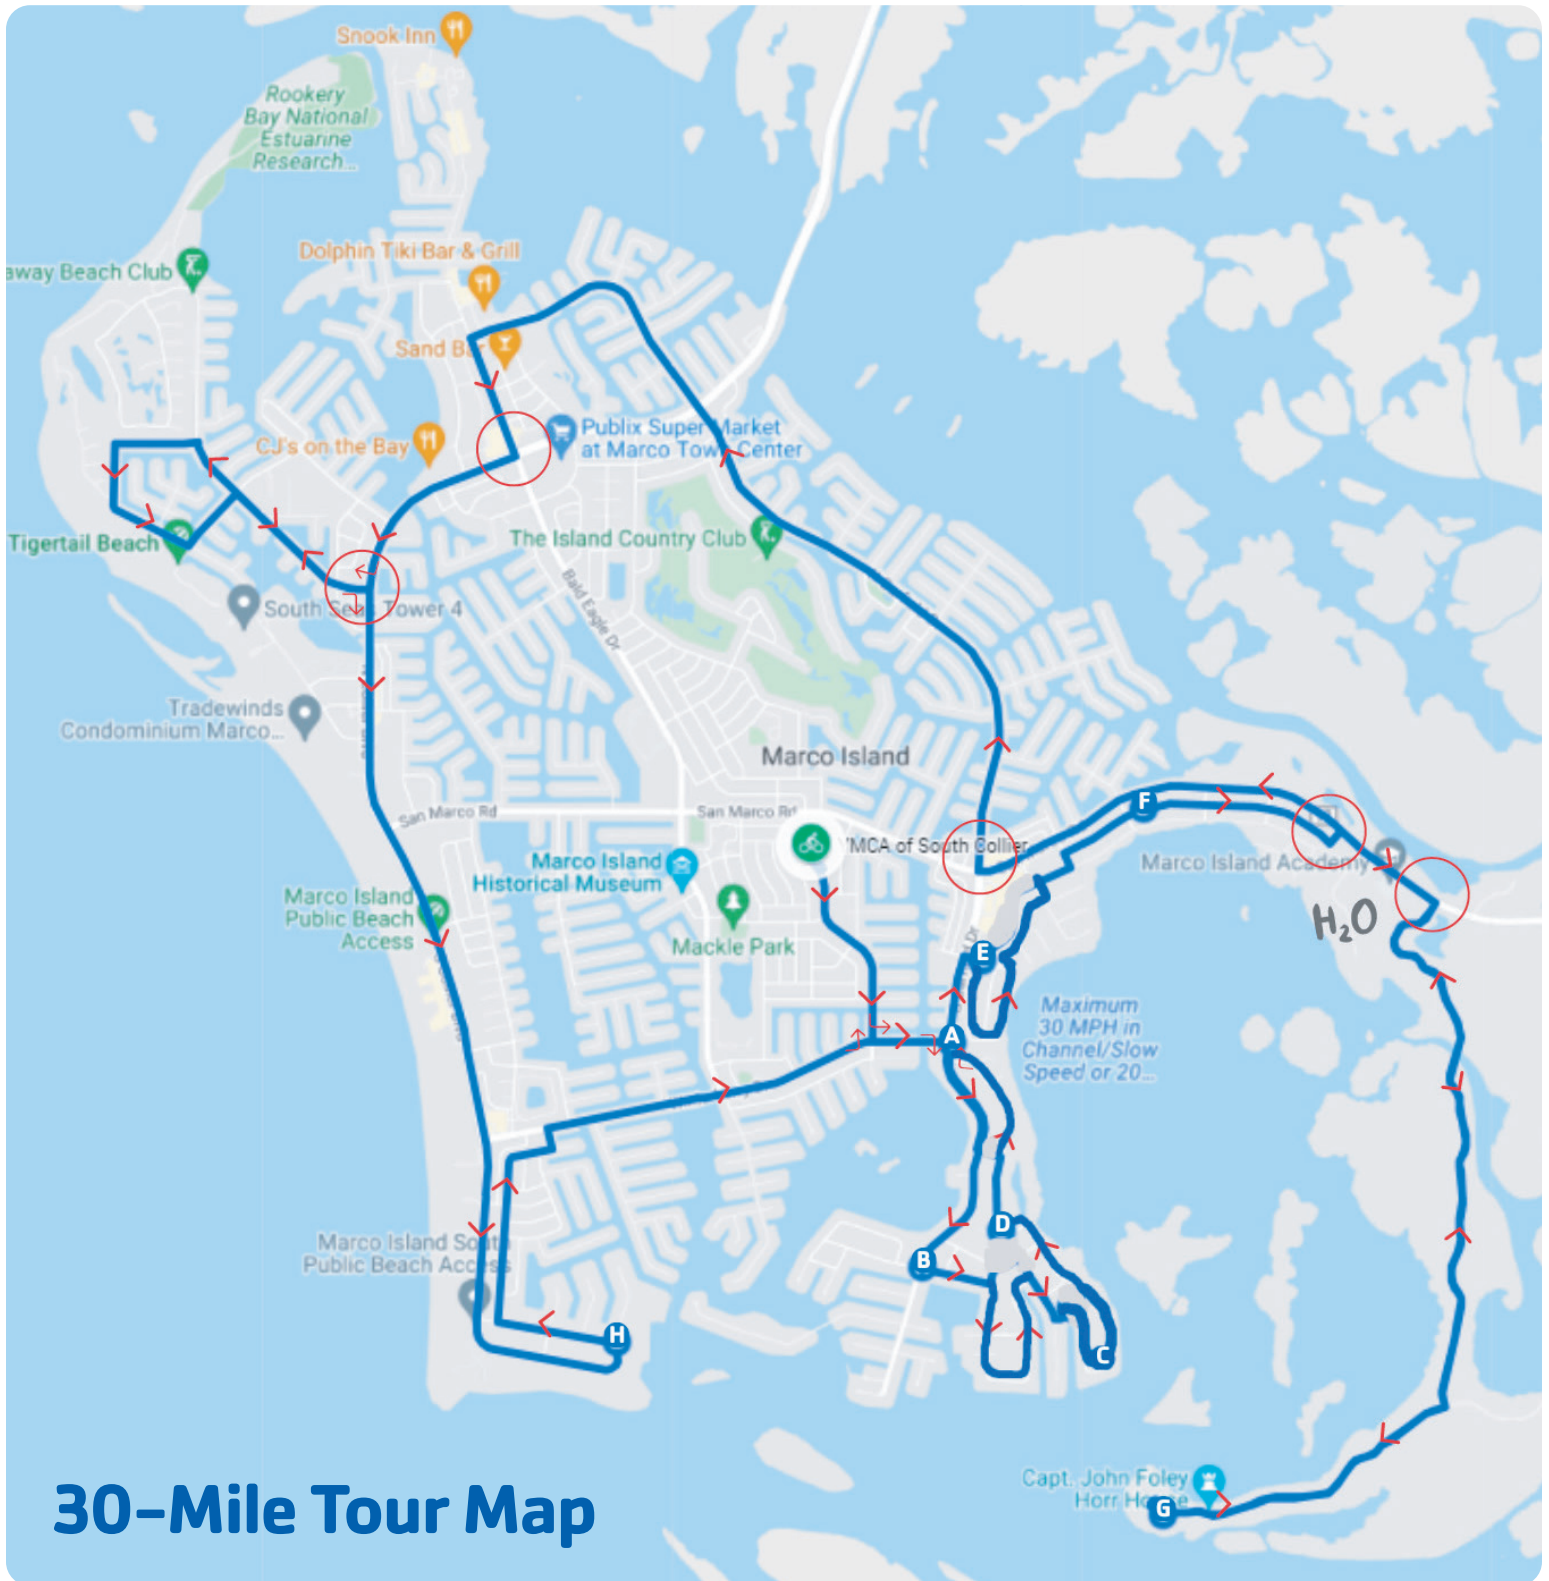 Snook Inn
Rookery
Bay National
Estuarine
Research...
Dolphin Tiki Bar & Grill
away Beach Club
Sand Bar
Publix Super Market
at Marco Town Center
CJ's on the Bay
The Island Country Club
Tigertail Beach
Bald Eagle Dr
South Seas Tower 4
Tradewinds
Condominium Marco...
Marco Island
San Marco Rd
San Marco Rd
YMCA of South Collier
F
Marco Island
Historical Museum
Marco Island Academy
Marco Island
Public Beach
Access
H2O
Mackle Park
E
Maximum
30 MPH in
Channel/Slow
Speed or 20...
A
D
B
Marco Island South
Public Beach Access
H
C
Capt. John Foley
Horr House
G
30-Mile Tour Map